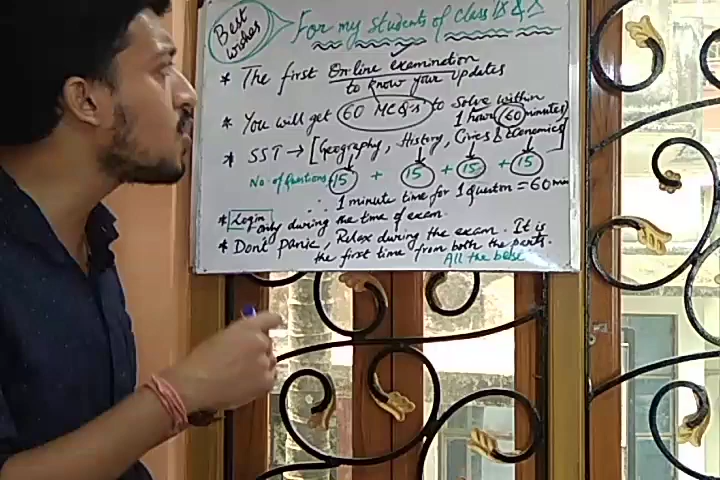 Best wishes
For my students of class IX & X
* The first On-line examination
to know your updates
* You will get 60 MCQ's to solve within
1 hour (60 minutes)
* SST → [Geography, History, Civics & Economics]
No. of Questions 15 + 15 + 15 + 15
∴ 1 minute time for 1 question = 60 min
* Login only during the time of exam.
* Don't panic, Relax during the exam. It is
the first time from both the parts.
All the best